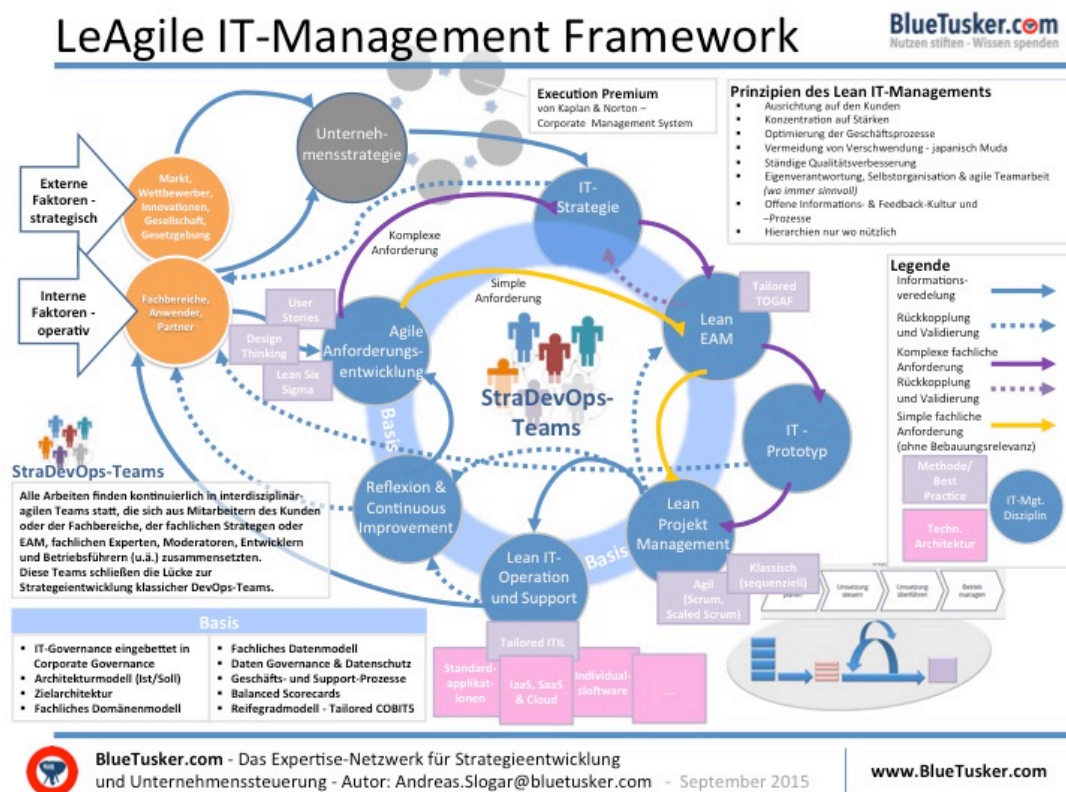 LeAgile IT-Management Framework
BlueTusker.com
Nutzen stiften - Wissen spenden
Execution Premium
von Kaplan & Norton –
Corporate Management System
Prinzipien des Lean IT-Managements
Ausrichtung auf den Kunden
Konzentration auf Stärken
Optimierung der Geschäftsprozesse
Vermeidung von Verschwendung - japanisch Muda
Ständige Qualitätsverbesserung
Eigenverantwortung, Selbstorganisation & agile Teamarbeit
(wo immer sinnvoll)
Offene Informations- & Feedback-Kultur und
–Prozesse
Hierarchien nur wo nützlich
Unterneh-
mensstrategie
Externe
Faktoren -
strategisch
Markt,
Wettbewerber,
Innovationen,
Gesellschaft,
Gesetzgebung
Interne
Faktoren -
operativ
Fachbereiche,
Anwender,
Partner
IT-
Strategie
Komplexe
Anforderung
Simple
Anforderung
User
Stories
Design
Thinking
Lean Six
Sigma
Agile
Anforderungs-
entwicklung
Tailored
TOGAF
Lean
EAM
StraDevOps-
Teams
IT -
Prototyp
Basis
Reflexion &
Continuous
Improvement
Lean
Projekt
Management
Basis
Lean IT-
Operation
und Support
Agil
(Scrum,
Scaled Scrum)
Klassisch
(sequenziell)
Tailored ITIL
Standard-
applikat-
ionen
IaaS, SaaS
& Cloud
Individual-
sloftware
...
Legende
Informations-
veredelung
Rückkopplung
und Validierung
Komplexe fachliche
Anforderung
Rückkopplung
und Validierung
Simple fachliche
Anforderung
(ohne Bebauungsrelevanz)
Methode/
Best
Practice
IT-Mgt.
Disziplin
Techn.
Architektur
Umsetzung
steuern
Umsetzung
überführen
Betrieb
managen
StraDevOps-Teams
Alle Arbeiten finden kontinuierlich in interdisziplinär-
agilen Teams statt, die sich aus Mitarbeitern des Kunden
oder der Fachbereiche, der fachlichen Strategen oder
EAM, fachlichen Experten, Moderatoren, Entwicklern
und Betriebsführern (u.ä.) zusammensetzten.
Diese Teams schließen die Lücke zur
Strategieentwicklung klassischer DevOps-Teams.
Basis
IT-Governance eingebettet in
Corporate Governance
Architekturmodell (Ist/Soll)
Zielarchitektur
Fachliches Domänenmodell
Fachliches Datenmodell
Daten Governance & Datenschutz
Geschäfts- und Support-Prozesse
Balanced Scorecards
Reifegradmodell - Tailored COBIT5
BlueTusker.com - Das Expertise-Netzwerk für Strategieentwicklung
und Unternehmenssteuerung - Autor: Andreas.Slogar@bluetusker.com - September 2015
www.BlueTusker.com